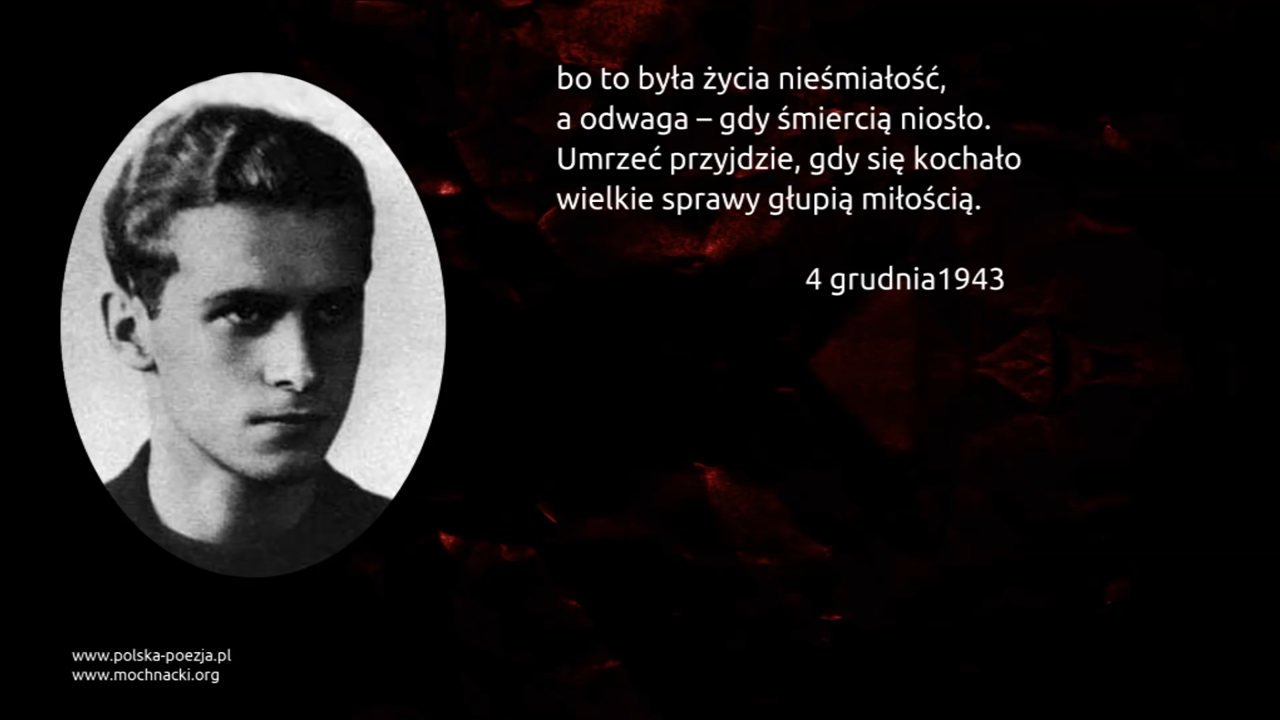 bo to była życia nieśmiałość,
a odwaga – gdy śmiercią niosło.
Umrzeć przyjdzie, gdy się kochało
wielkie sprawy głupią miłością.
4 grudnia1943
www.polska-poezja.pl
www.mochnacki.org